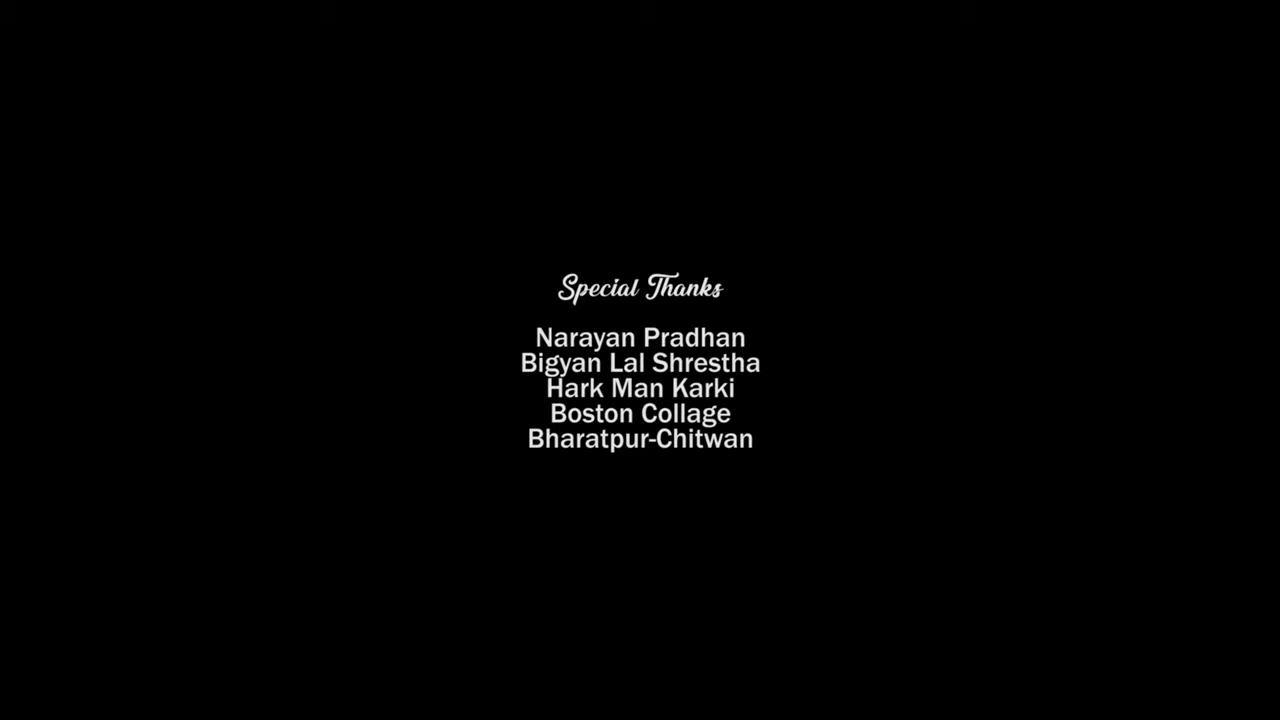 Special Thanks
Narayan Pradhan
Bigyan Lal Shrestha
Hark Man Karki
Boston Collage
Bharatpur-Chitwan